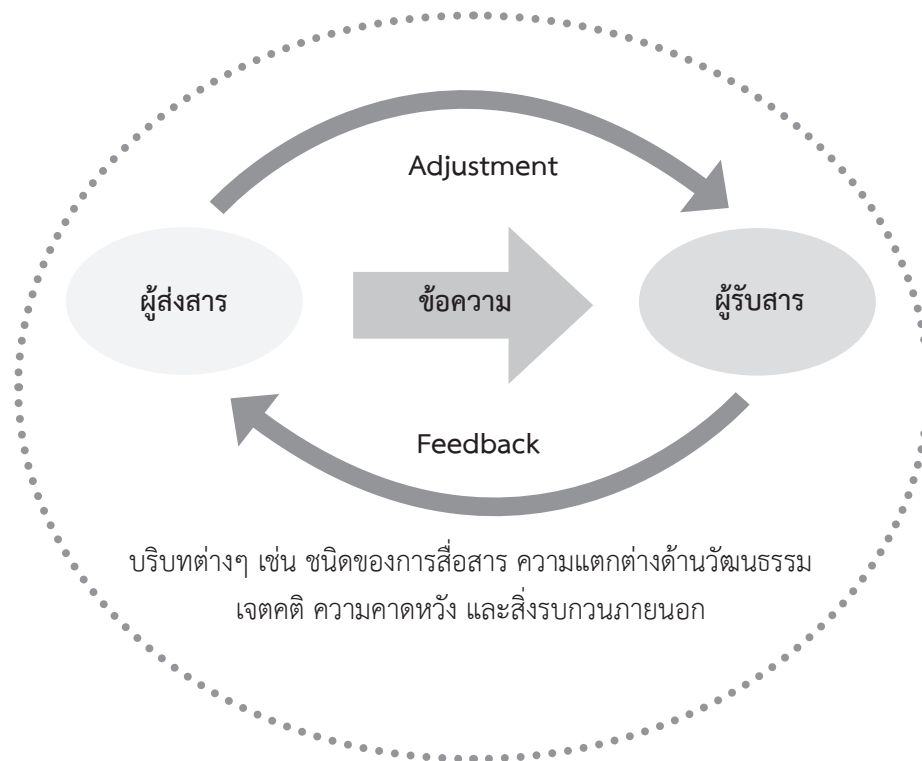 Adjustment
ผู้ส่งสาร
ข้อความ
ผู้รับสาร
Feedback
บริบทต่างๆ เช่น ชนิดของการสื่อสาร ความแตกต่างด้านวัฒนธรรม
เจตคติ ความคาดหวัง และสิ่งรบกวนภายนอก